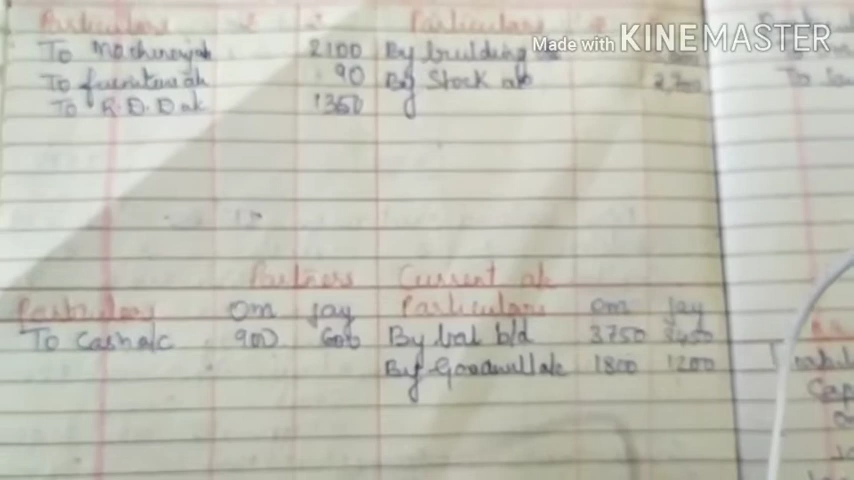 Particulars ₹ ₹ Particulars
To Machinery a/c 2100 By building
To furniture a/c 90 By Stock a/c
To R.D.D a/c 1350
Made with KINEMASTER
Partners Current a/c
Particulars Om Jay Particulars Om Jay
To Cash a/c 900 600 By bal b/d 3750 2450
By Goodwill a/c 1800 1200